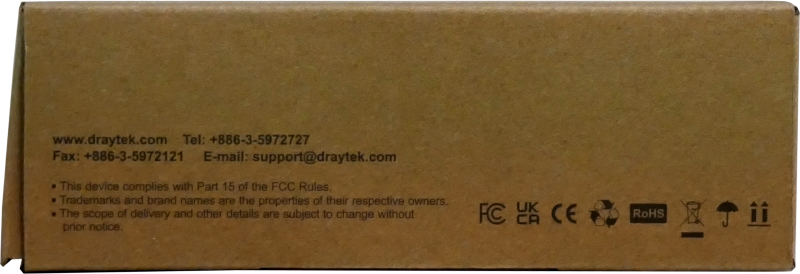 www.draytek.com Tel: +886-3-5972727
Fax: +886-3-5972121 E-mail: support@draytek.com
• This device complies with Part 15 of the FCC Rules.
• Trademarks and brand names are the properties of their respective owners.
• The scope of delivery and other details are subject to change without
prior notice.
FC UK CA CE RoHS